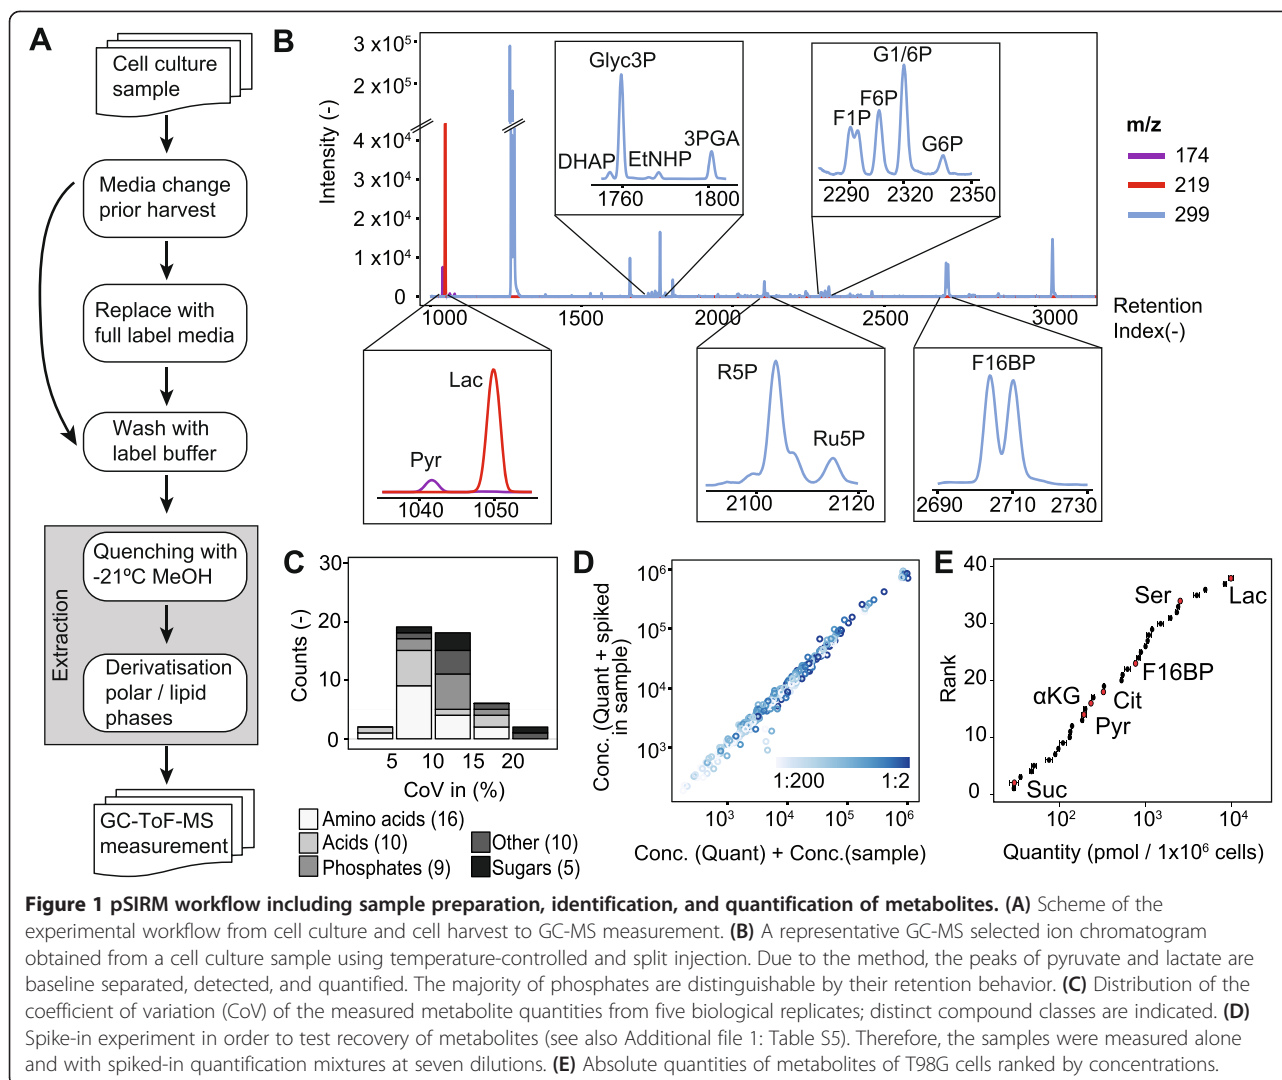 A
Cell culture
sample
Media change
prior harvest
Replace with
full label media
Wash with
label buffer
Extraction
Quenching with
-21ºC MeOH
Derivatisation
polar / lipid
phases
GC-ToF-MS
measurement
B
Intensity (-)
3 x10⁵
2 x10⁵
4 x10⁴
3 x10⁴
2 x10⁴
1 x10⁴
0
1000
1500
2000
2500
3000
Retention
Index(-)
Glyc3P
DHAP
EtNHP
3PGA
1760
1800
G1/6P
F6P
F1P
G6P
2290
2320
2350
m/z
174
219
299
Lac
Pyr
1040
1050
R5P
Ru5P
2100
2120
F16BP
2690
2710
2730
C
Counts (-)
30
20
10
0
5
10
15
20
CoV in (%)
Amino acids (16)
Acids (10)
Phosphates (9)
Other (10)
Sugars (5)
D
Conc. (Quant + spiked
in sample)
10⁶
10⁵
10⁴
10³
1:200
1:2
10³
10⁴
10⁵
10⁶
Conc. (Quant) + Conc.(sample)
E
Rank
40
30
20
10
0
Ser
Lac
F16BP
αKG
Cit
Pyr
Suc
10²
10³
10⁴
Quantity (pmol / 1x10⁶ cells)
Figure 1 pSIRM workflow including sample preparation, identification, and quantification of metabolites. (A) Scheme of the
experimental workflow from cell culture and cell harvest to GC-MS measurement. (B) A representative GC-MS selected ion chromatogram
obtained from a cell culture sample using temperature-controlled and split injection. Due to the method, the peaks of pyruvate and lactate are
baseline separated, detected, and quantified. The majority of phosphates are distinguishable by their retention behavior. (C) Distribution of the
coefficient of variation (CoV) of the measured metabolite quantities from five biological replicates; distinct compound classes are indicated. (D)
Spike-in experiment in order to test recovery of metabolites (see also Additional file 1: Table S5). Therefore, the samples were measured alone
and with spiked-in quantification mixtures at seven dilutions. (E) Absolute quantities of metabolites of T98G cells ranked by concentrations.